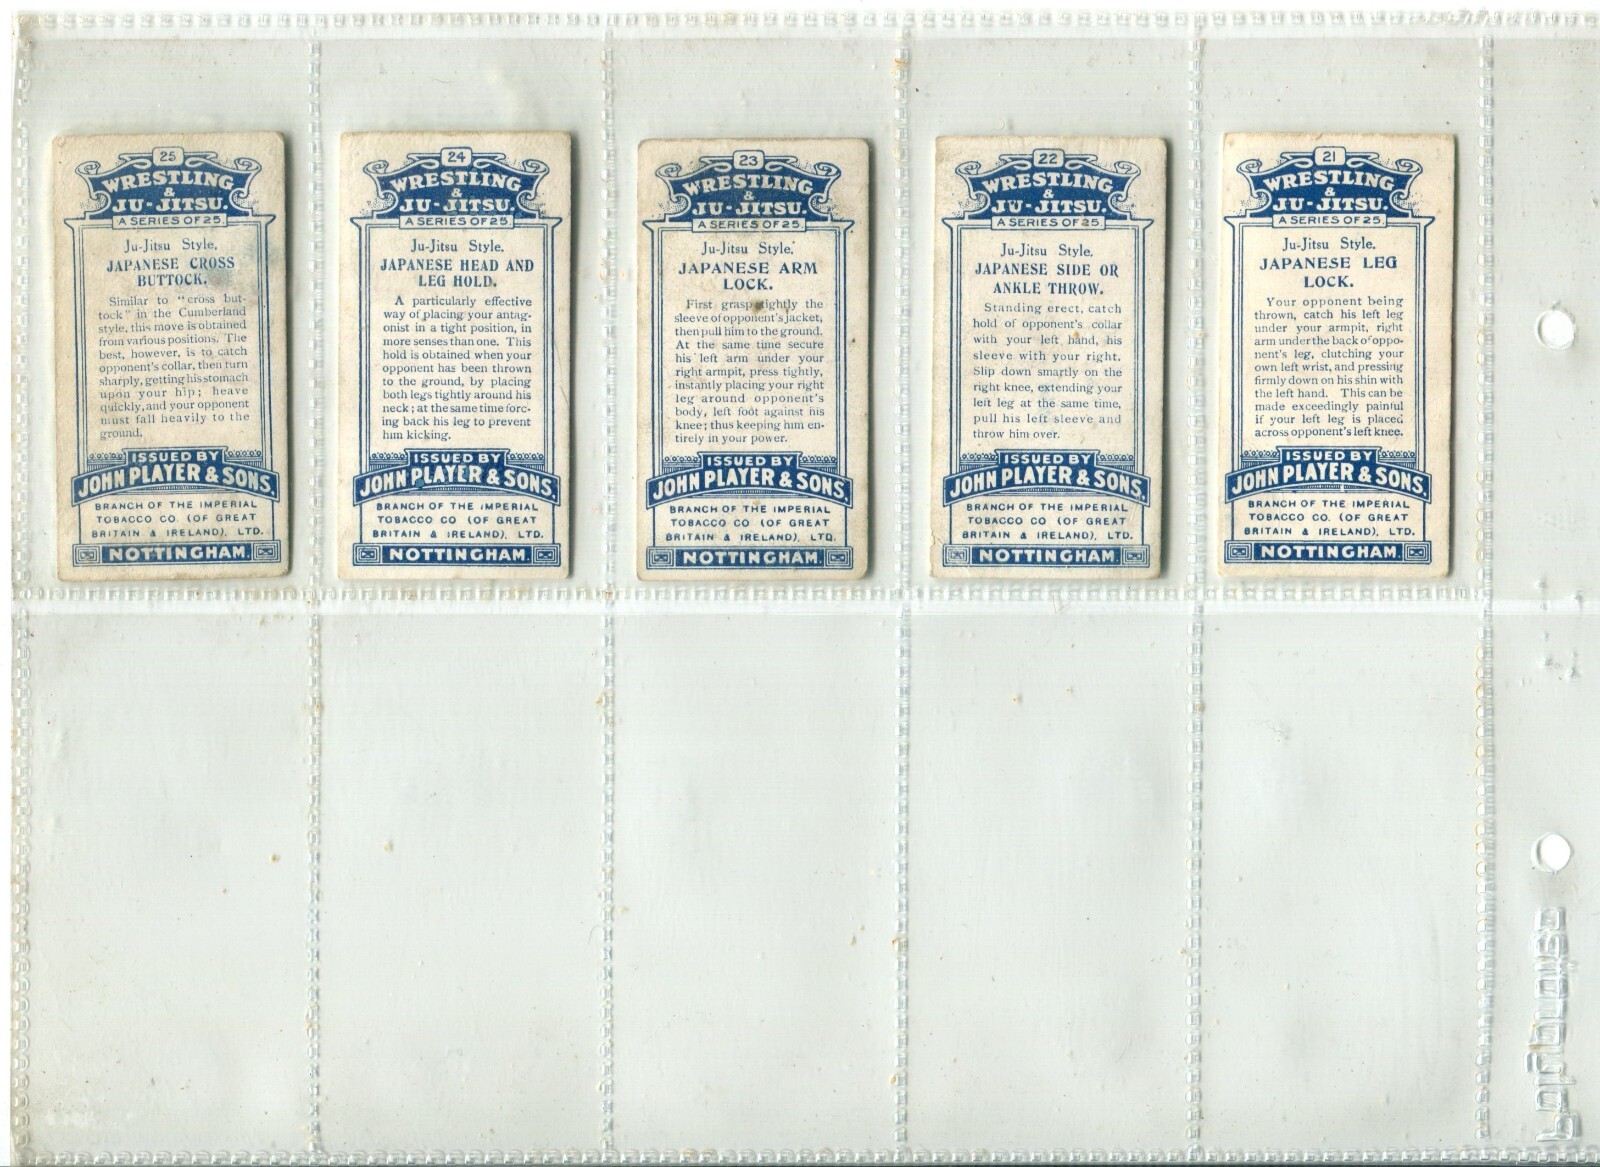 25
WRESTLING
&
JU-JITSU.
A SERIES OF 25.
Ju-Jitsu Style.
JAPANESE CROSS
BUTTOCK.
Similar to "cross but-
tock" in the Cumberland
style, this move is obtained
from various positions. The
best, however, is to catch
opponent's collar, then turn
sharply, getting his stomach
upon your hip; heave
quickly, and your opponent
must fall heavily to the
ground.
ISSUED BY
JOHN PLAYER & SONS.
BRANCH OF THE IMPERIAL
TOBACCO CO. (OF GREAT
BRITAIN & IRELAND), LTD.
NOTTINGHAM.
24
WRESTLING
&
JU-JITSU.
A SERIES OF 25
Ju-Jitsu Style.
JAPANESE HEAD AND
LEG HOLD.
A particularly effective
way of placing your antag-
onist in a tight position, in
more senses than one. This
hold is obtained when your
opponent has been thrown
to the ground, by placing
both legs tightly around his
neck; at the same time forc-
ing back his leg to prevent
him kicking.
ISSUED BY
JOHN PLAYER & SONS.
BRANCH OF THE IMPERIAL
TOBACCO CO (OF GREAT
BRITAIN & IRELAND), LTD.
NOTTINGHAM.
23
WRESTLING
&
JU-JITSU.
A SERIES OF 25.
Ju-Jitsu Style.
JAPANESE ARM
LOCK.
First grasp tightly the
sleeve of opponent's jacket,
then pull him to the ground.
At the same time secure
his left arm under your
right armpit, press tightly,
instantly placing your right
leg around opponent's
body, left foot against his
knee; thus keeping him en-
tirely in your power.
ISSUED BY
JOHN PLAYER & SONS.
BRANCH OF THE IMPERIAL
TOBACCO CO (OF GREAT
BRITAIN & IRELAND), LTD.
NOTTINGHAM.
22
WRESTLING
&
JU-JITSU.
A SERIES OF 25.
Ju-Jitsu Style.
JAPANESE SIDE OR
ANKLE THROW.
Standing erect, catch
hold of opponent's collar
with your left hand, his
sleeve with your right.
Slip down smartly on the
right knee, extending your
left leg at the same time,
pull his left sleeve and
throw him over.
ISSUED BY
JOHN PLAYER & SONS.
BRANCH OF THE IMPERIAL
TOBACCO CO (OF GREAT
BRITAIN & IRELAND), LTD.
NOTTINGHAM.
21
WRESTLING
&
JU-JITSU.
A SERIES OF 25.
Ju-Jitsu Style.
JAPANESE LEG
LOCK.
Your opponent being
thrown, catch his left leg
under your armpit, right
arm under the back of oppo-
nent's leg, clutching your
own left wrist, and pressing
firmly down on his shin with
the left hand. This can be
made exceedingly painful
if your left leg is placed
across opponent's left knee.
ISSUED BY
JOHN PLAYER & SONS.
BRANCH OF THE IMPERIAL
TOBACCO CO. (OF GREAT
BRITAIN & IRELAND), LTD.
NOTTINGHAM.